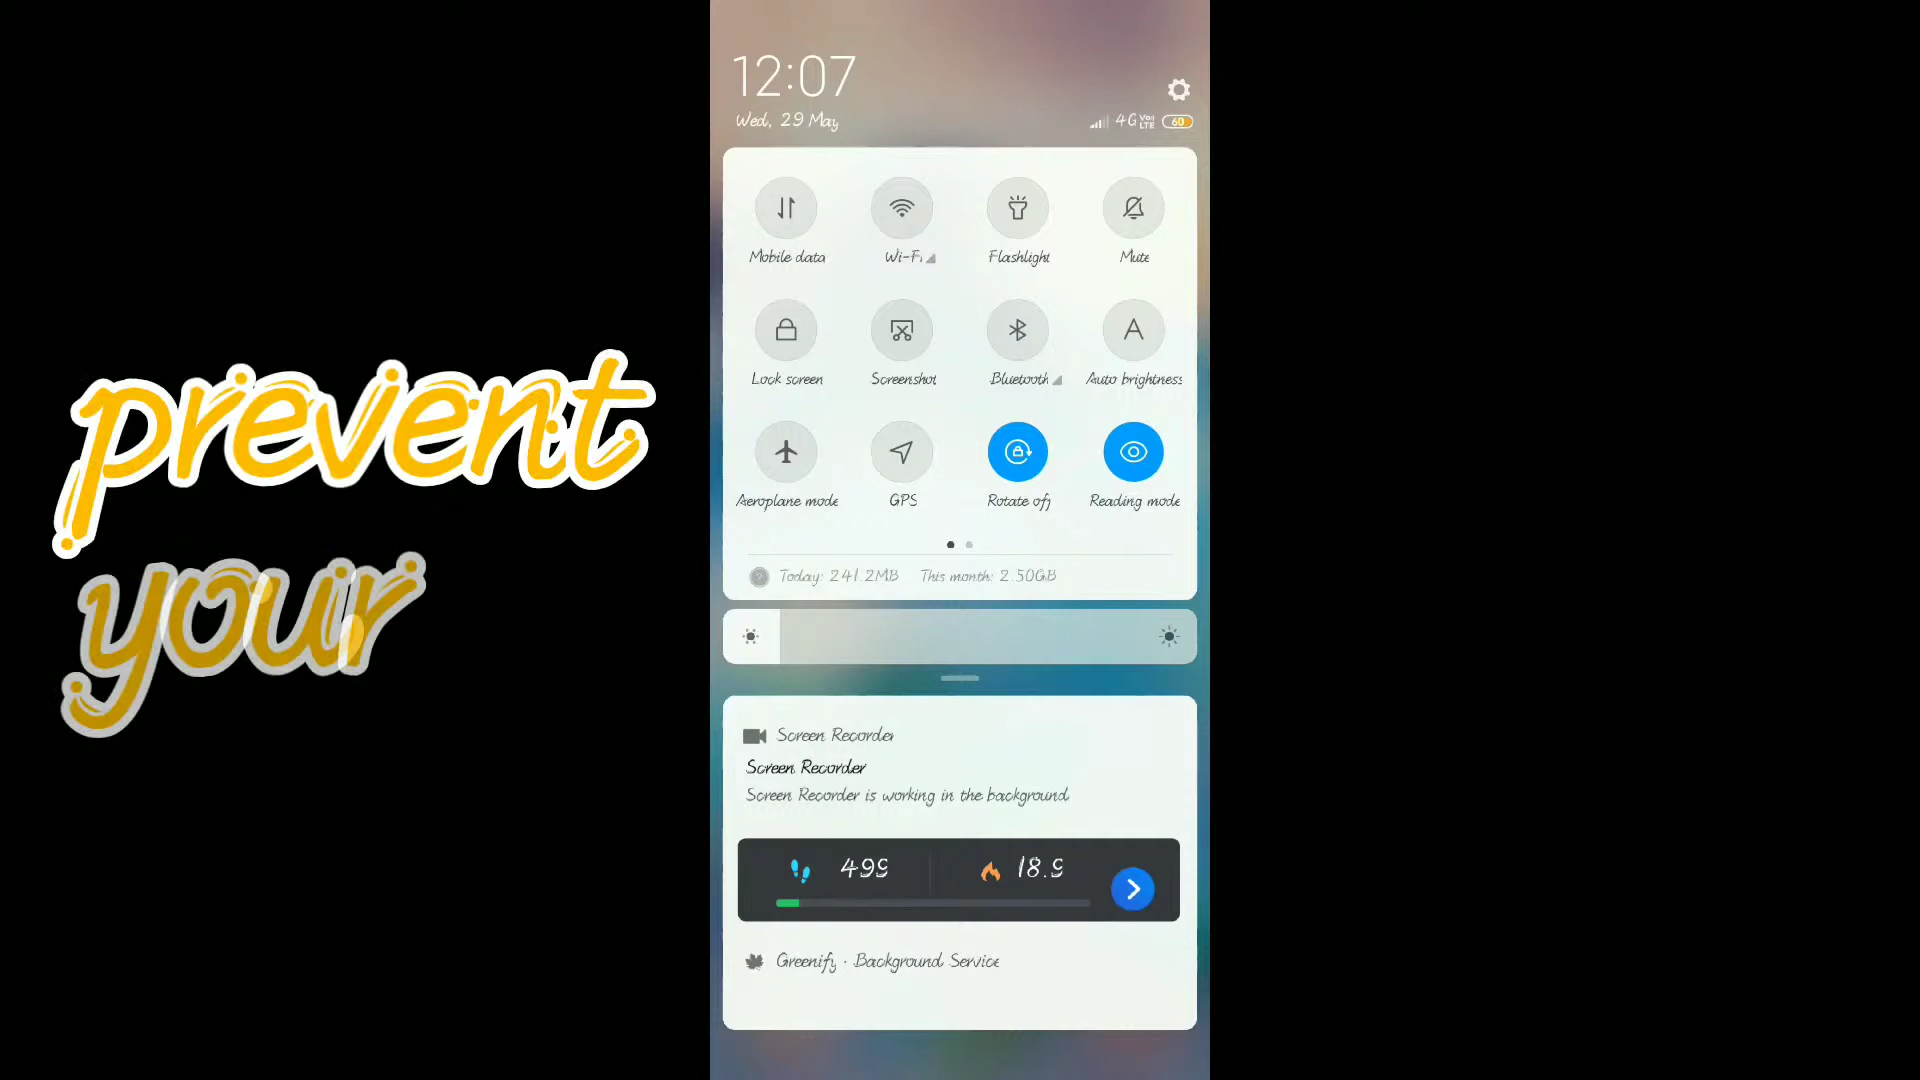 12:07
Wed, 29 May
4G Vo LTE 60
Mobile data
Wi-Fi
Flashlight
Mute
Lock screen
Screenshot
Bluetooth
Auto brightness
Aeroplane mode
GPS
Rotate off
Reading mode
Today: 241.2MB This month: 2.50GB
Screen Recorder
Screen Recorder
Screen Recorder is working in the background
499 18.9
Greenify · Background Service
prevent
your